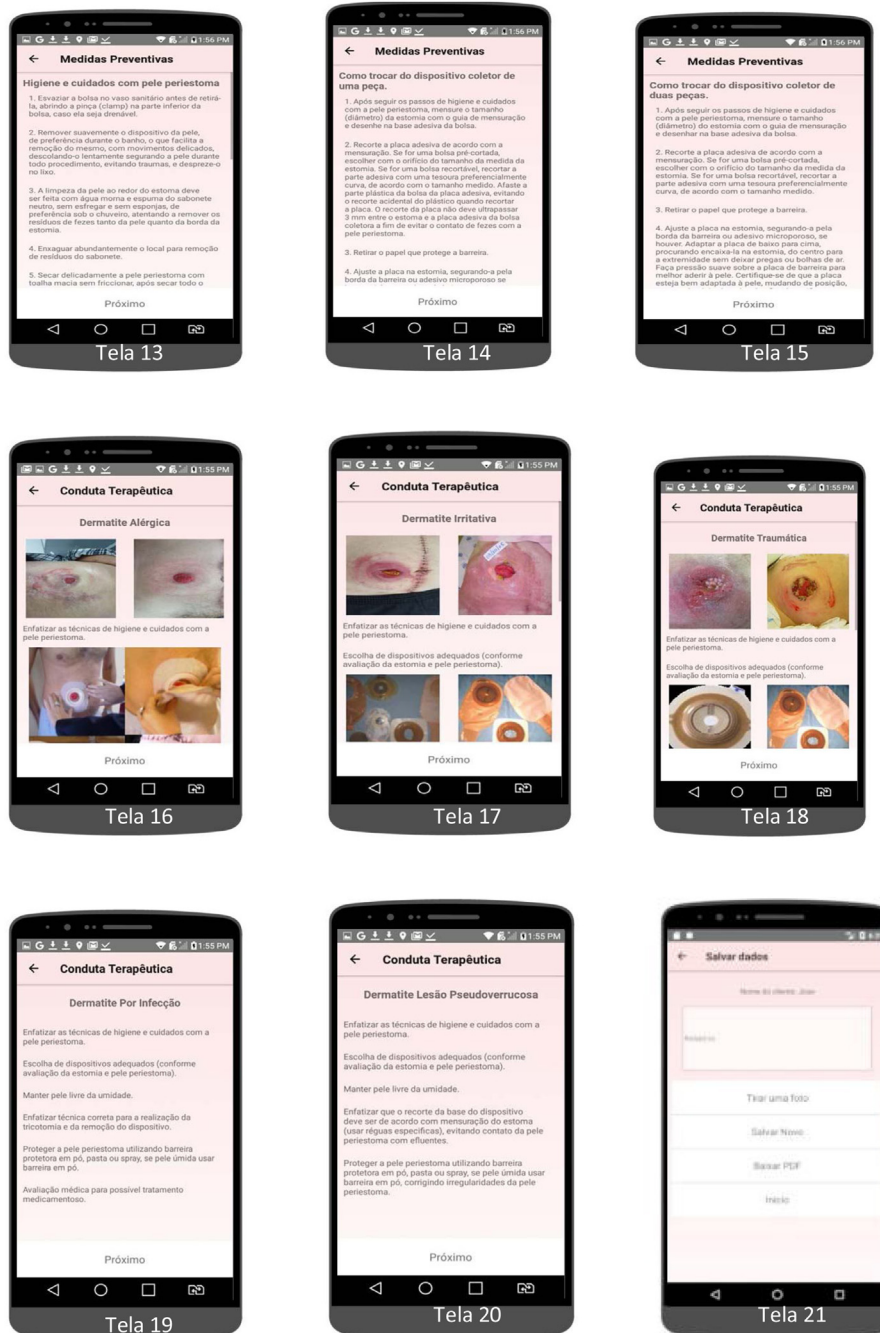 1:56 PM
Medidas Preventivas
Higiene e cuidados com pele periestoma
1. Esvaziar a bolsa no vaso sanitário antes de retirá-
la, abrindo a pinça (clamp) na parte inferior da
bolsa, caso ela seja drenável.
2. Remover suavemente o dispositivo da pele,
de preferência durante o banho, o que facilita a
remoção do mesmo, com movimentos delicados,
descolando-o lentamente segurando a pele durante
todo procedimento, evitando traumas, e despreze-o
no lixo.
3. A limpeza da pele ao redor do estoma deve
ser feita com água morna e espuma do sabonete
neutro, sem esfregar e sem esponjas, de
preferência sob o chuveiro, atentando a remover os
resíduos de fezes tanto da pele quanto da borda da
estomia.
4. Enxaguar abundantemente o local para remoção
de resíduos do sabonete.
5. Secar delicadamente a pele periestoma com
toalha macia sem friccionar, após secar todo o
Próximo
Tela 13
1:56 PM
Medidas Preventivas
Como trocar do dispositivo coletor de
uma peça.
1. Após seguir os passos de higiene e cuidados
com a pele periestoma, mensure o tamanho
(diâmetro) da estomia com o guia de mensuração
e desenhe na base adesiva da bolsa.
2. Recorte a placa adesiva de acordo com a
mensuração. Se for uma bolsa pré-cortada,
escolher com o orifício do tamanho da medida da
estomia. Se for uma bolsa recortável, recortar a
parte adesiva com uma tesoura preferencialmente
curva, de acordo com o tamanho medido. Afaste a
parte plástica da bolsa da placa adesiva, evitando
o recorte acidental do plástico quando recortar
a placa. O recorte da placa não deve ultrapassar
3 mm entre o estoma e a placa adesiva da bolsa
coletora a fim de evitar o contato de fezes com a
pele periestoma.
3. Retirar o papel que protege a barreira.
4. Ajuste a placa na estomia, segurando-a pela
borda da barreira ou adesivo microporoso se
Próximo
Tela 14
1:56 PM
Medidas Preventivas
Como trocar do dispositivo coletor de
duas peças.
1. Após seguir os passos de higiene e cuidados
com a pele periestoma, mensure o tamanho
(diâmetro) do estomia com o guia de mensuração
e desenhar na base adesiva da bolsa.
2. Recorte a placa adesiva de acordo com a
mensuração. Se for uma bolsa pré-cortada,
escolher com o orifício do tamanho da medida da
estomia. Se for uma bolsa recortável, recortar a
parte adesiva com uma tesoura preferencialmente
curva, de acordo com o tamanho medido.
3. Retirar o papel que protege a barreira.
4. Ajuste a placa na estomia, segurando-a pela
borda da barreira ou adesivo microporoso, se
houver. Adaptar a placa de baixo para cima,
procurando encaixa-la na estomia, do centro para
a extremidade sem deixar pregas ou bolhas de ar.
Faça pressão suave sobre a placa de barreira para
melhor aderir à pele. Certifique-se de que a placa
esteja bem adaptada à pele, mudando de posição,
Próximo
Tela 15
1:55 PM
Conduta Terapêutica
Dermatite Alérgica
Enfatizar as técnicas de higiene e cuidados com a
pele periestoma.
Próximo
Tela 16
1:55 PM
Conduta Terapêutica
Dermatite Irritativa
Enfatizar as técnicas de higiene e cuidados com a
pele periestoma.
Escolha de dispositivos adequados (conforme
avaliação da estomia e pele periestoma).
Próximo
Tela 17
1:55 PM
Conduta Terapêutica
Dermatite Traumática
Enfatizar as técnicas de higiene e cuidados com a
pele periestoma.
Escolha de dispositivos adequados (conforme
avaliação da estomia e pele periestoma).
Próximo
Tela 18
1:55 PM
Conduta Terapêutica
Dermatite Por Infecção
Enfatizar as técnicas de higiene e cuidados com a
pele periestoma.
Escolha de dispositivos adequados (conforme
avaliação da estomia e pele periestoma).
Manter pele livre da umidade.
Enfatizar técnica correta para a realização da
tricotomia e da remoção do dispositivo.
Proteger a pele periestoma utilizando barreira
protetora em pó, pasta ou spray, se pele úmida usar
barreira em pó.
Avaliação médica para possível tratamento
medicamentoso.
Próximo
Tela 19
1:55 PM
Conduta Terapêutica
Dermatite Lesão Pseudoverrucosa
Enfatizar as técnicas de higiene e cuidados com a
pele periestoma.
Escolha de dispositivos adequados (conforme
avaliação da estomia e pele periestoma).
Manter pele livre da umidade.
Enfatizar que o recorte da base do dispositivo
deve ser de acordo com mensuração do estoma
(usar réguas especificas), evitando contato da pele
periestoma com efluentes.
Proteger a pele periestoma utilizando barreira
protetora em pó, pasta ou spray, se pele úmida usar
barreira em pó, corrigindo irregularidades da pele
periestoma.
Próximo
Tela 20
Salvar dados
Nome do cliente: Joao
Tirar uma foto
Salvar Novo
Baixar PDF
Início
Tela 21